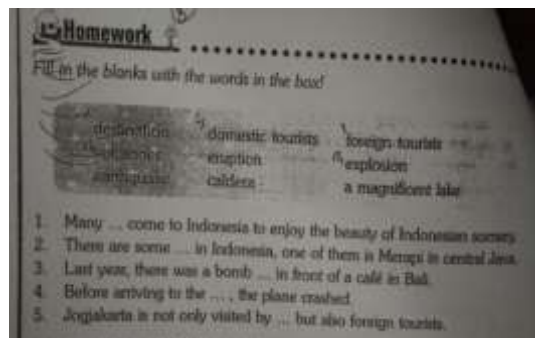 Homework
Fill in the blanks with the words in the box!
destination domestic tourists foreign tourists
volcanoes eruption explosion
earthquake caldera a magnificent lake
1. Many ... come to Indonesia to enjoy the beauty of Indonesian scenery.
2. There are some ... in Indonesia, one of them is Merapi in central Java.
3. Last year, there was a bomb ... in front of a café in Bali.
4. Before arriving to the ... , the plane crashed.
5. Jogjakarta is not only visited by ... but also foreign tourists.